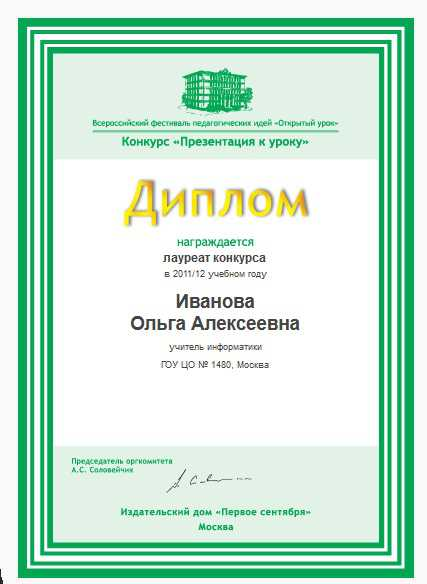 Всероссийский фестиваль педагогических идей «Открытый урок»
Конкурс «Презентация к уроку»
Диплом
награждается
лауреат конкурса
в 2011/12 учебном году
Иванова
Ольга Алексеевна
учитель информатики
ГОУ ЦО № 1480, Москва
Председатель оргкомитета
А.С. Соловейчик
Издательский дом «Первое сентября»
Москва